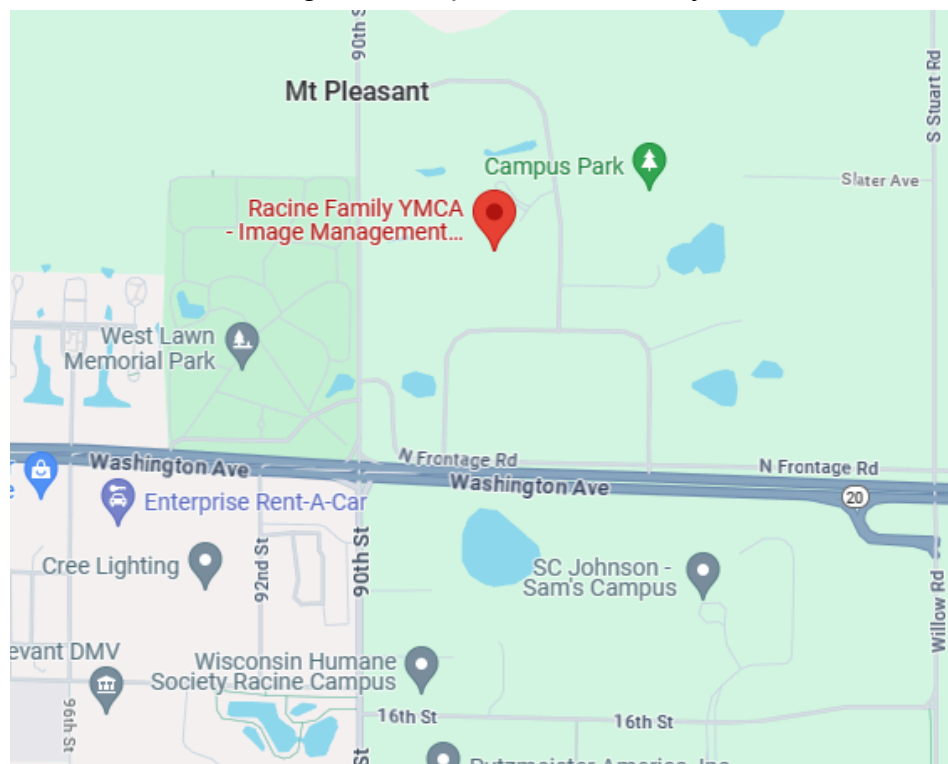 90th S
S Stuart Rd
Mt Pleasant
Campus Park
Slater Ave
Racine Family YMCA
- Image Management...
West Lawn
Memorial Park
N Frontage Rd
N Frontage Rd
Washington Ave
Washington Ave
20
Enterprise Rent-A-Car
Cree Lighting
92nd St
90th St
SC Johnson -
Sam's Campus
Willow Rd
evant DMV
Wisconsin Humane
Society Racine Campus
96th St
16th St
16th St
St